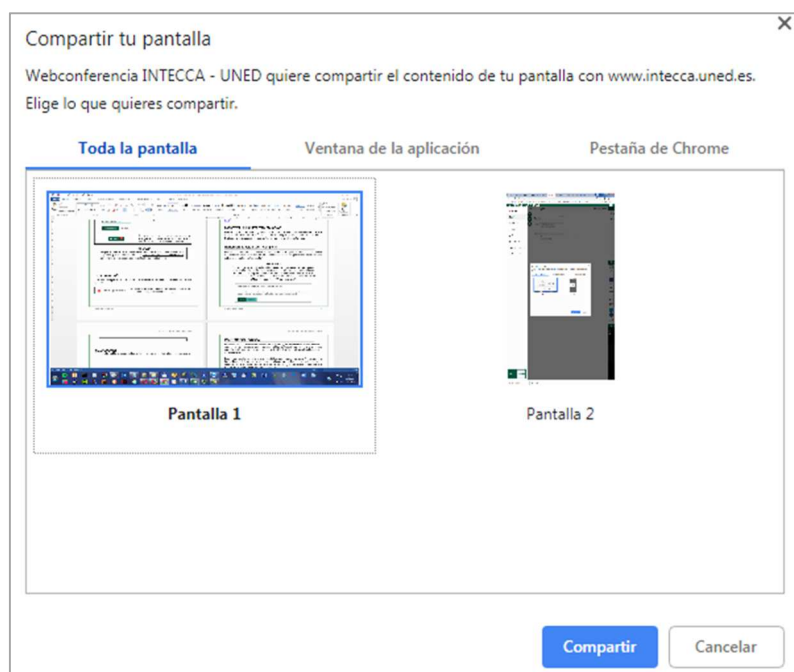 Compartir tu pantalla
Webconferencia INTECCA - UNED quiere compartir el contenido de tu pantalla con www.intecca.uned.es.
Elige lo que quieres compartir.
Toda la pantalla
Ventana de la aplicación
Pestaña de Chrome
Pantalla 1
Pantalla 2
Compartir
Cancelar